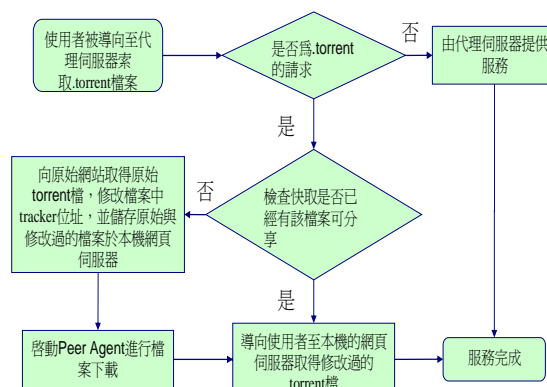 使用者被導向至代
理伺服器索
取.torrent檔案
是否為.torrent
的請求
否
由代理伺服器提供
服務
是
向原始網站取得原始
torrent檔，修改檔案中
tracker位址，並儲存原始與
修改過的檔案於本機網頁
伺服器
否
檢查快取是否已
經有該檔案可分
享
是
啟動Peer Agent進行檔
案下載
導向使用者至本機的網頁
伺服器取得修改過的
torrent檔
服務完成